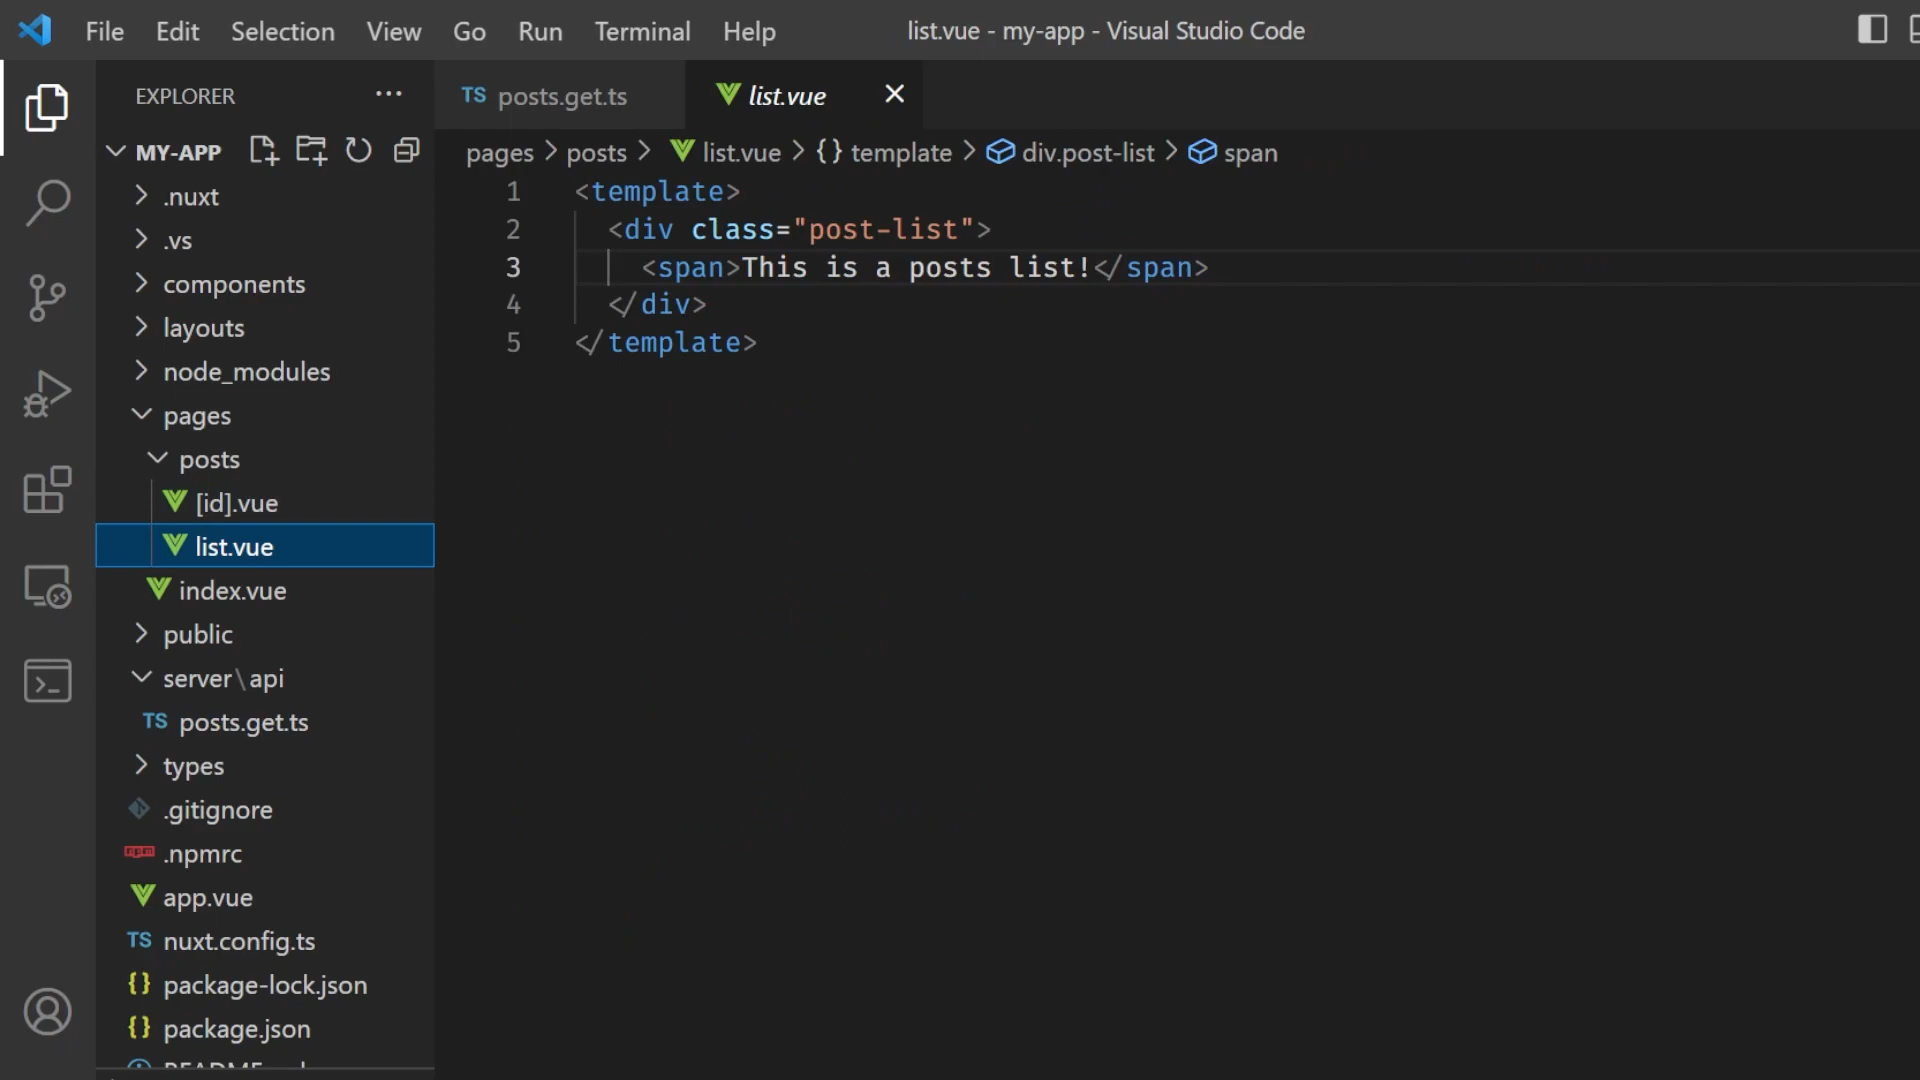 File Edit Selection View Go Run Terminal Help list.vue - my-app - Visual Studio Code
EXPLORER ···
MY-APP
.nuxt
.vs
components
layouts
node_modules
pages
posts
[id].vue
list.vue
index.vue
public
server\api
TS posts.get.ts
types
.gitignore
npm .npmrc
app.vue
TS nuxt.config.ts
{} package-lock.json
{} package.json
TS posts.get.ts
list.vue
pages > posts > list.vue > {} template > div.post-list > span
1 <template>
2 <div class="post-list">
3 <span>This is a posts list!</span>
4 </div>
5 </template>